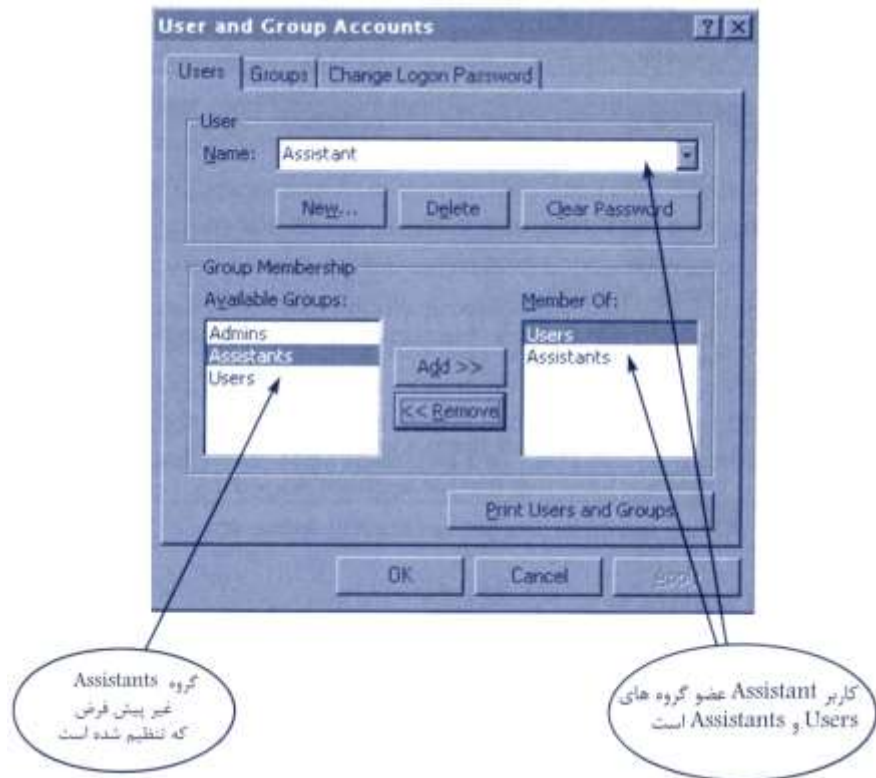 User and Group Accounts
Users Groups Change Logon Password
User
Name: Assistant
New... Delete Clear Password
Group Membership
Available Groups: Member Of:
Admins
Assistants
Users
Add >>
<< Remove
Users
Assistants
Print Users and Groups
OK Cancel Apply
گروه Assistants
غیر پیش فرض
که تنظیم شده است
کاربر Assistant عضو گروه های
Users و Assistants است